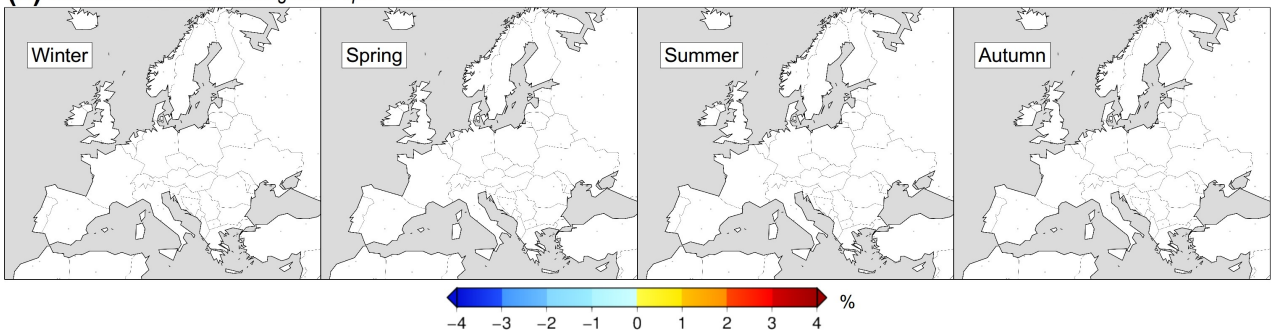 Winter
Spring
Summer
Autumn
−4 −3 −2 −1 0 1 2 3 4 %